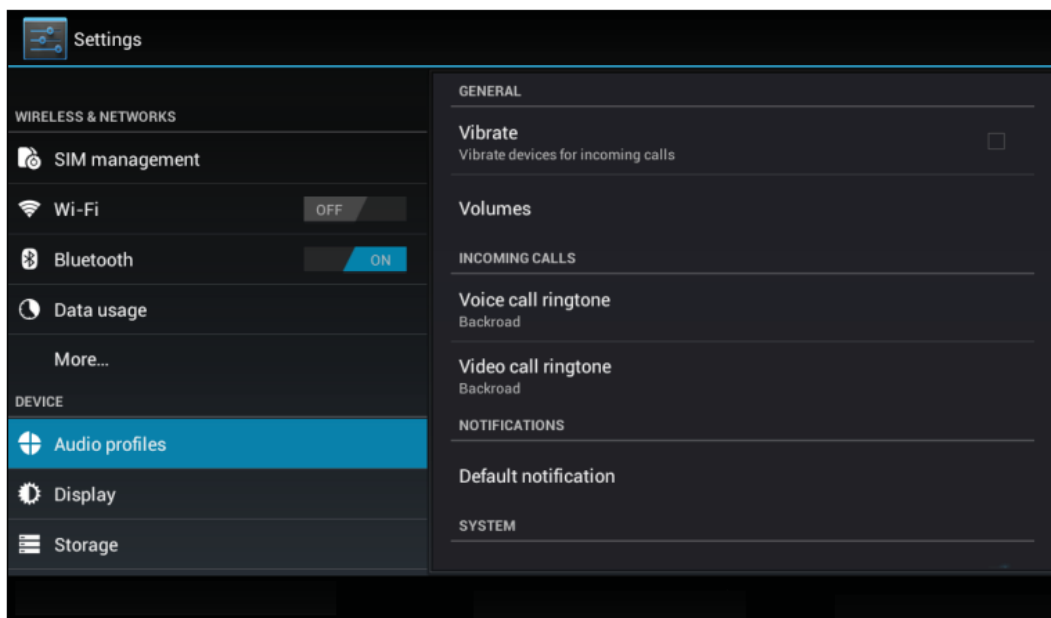 Settings
WIRELESS & NETWORKS
SIM management
Wi-Fi
OFF
Bluetooth
ON
Data usage
More...
DEVICE
Audio profiles
Display
Storage
GENERAL
Vibrate
Vibrate devices for incoming calls
Volumes
INCOMING CALLS
Voice call ringtone
Backroad
Video call ringtone
Backroad
NOTIFICATIONS
Default notification
SYSTEM